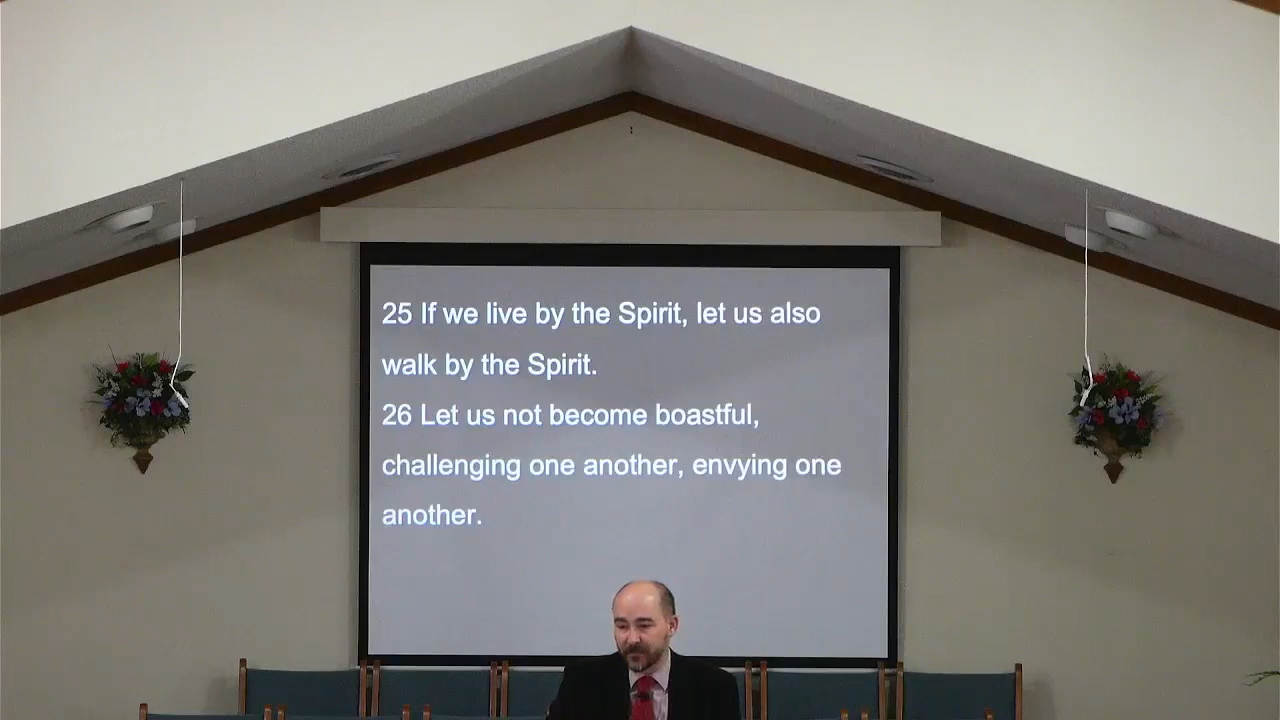 25 If we live by the Spirit, let us also
walk by the Spirit.
26 Let us not become boastful,
challenging one another, envying one
another.